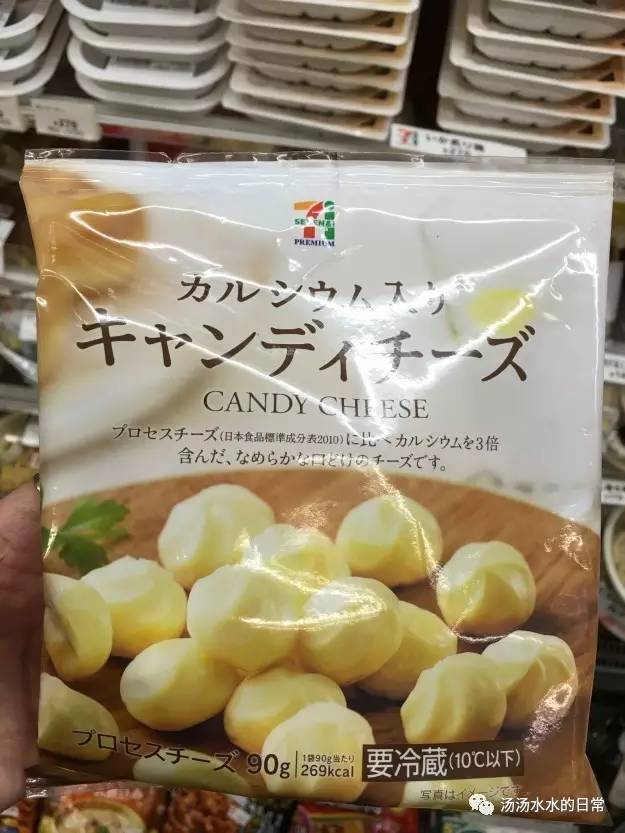 SEVEN&i
PREMIUM
カルシウム入り
キャンディチーズ
CANDY CHEESE
プロセスチーズ(日本食品標準成分表2010)に比べカルシウムを3倍
含んだ、なめらかな口どけのチーズです。
プロセスチーズ 90g
1袋90g当たり
269kcal
要冷蔵(10℃以下)
写真はイメージです
汤汤水水的日常